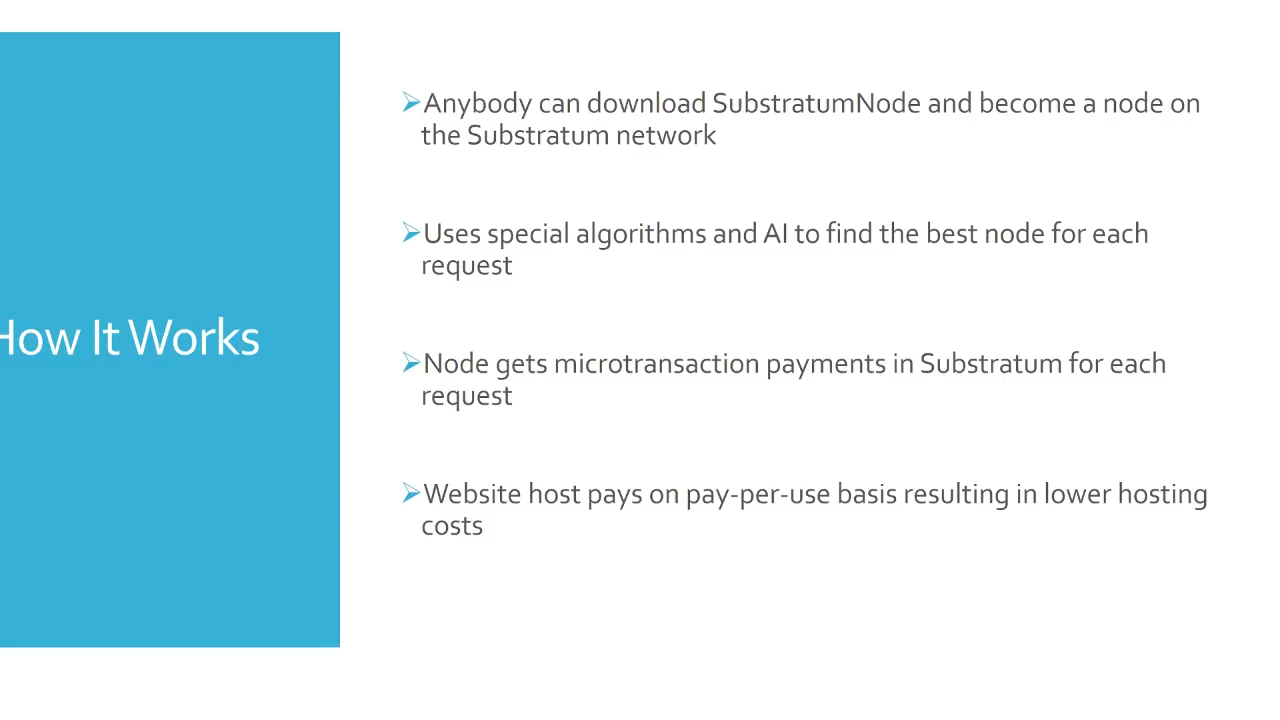 How It Works
➢Anybody can download SubstratumNode and become a node on
the Substratum network
➢Uses special algorithms and AI to find the best node for each
request
➢Node gets microtransaction payments in Substratum for each
request
➢Website host pays on pay-per-use basis resulting in lower hosting
costs